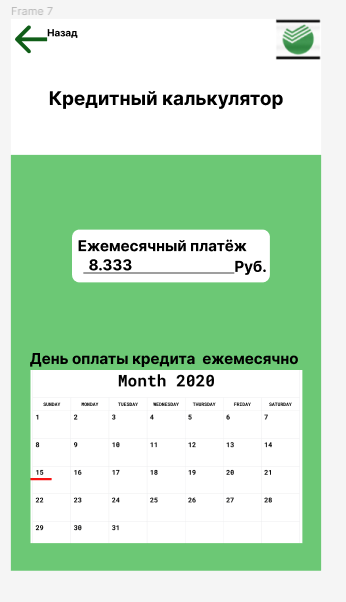 Frame 7
Назад
Кредитный калькулятор
Ежемесячный платёж
8.333 Руб.
День оплаты кредита ежемесячно
Month 2020
SUNDAY MONDAY TUESDAY WEDNESDAY THURSDAY FRIDAY SATURDAY
1 2 3 4 5 6 7
8 9 10 11 12 13 14
15 16 17 18 19 20 21
22 23 24 25 26 27 28
29 30 31